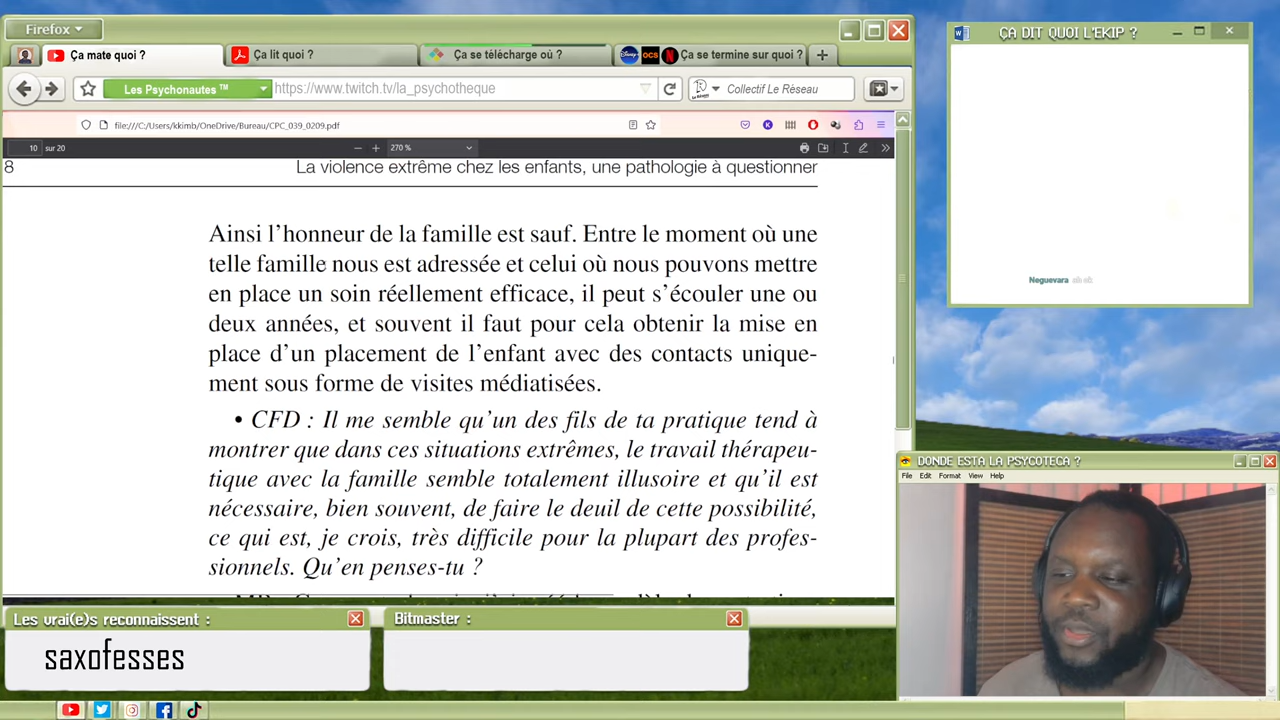 Firefox
Ça mate quoi ?
Ça lit quoi ?
Ça se télécharge où ?
Ça se termine sur quoi ?
Les Psychonautes ™
https://www.twitch.tv/la_psychotheque
Collectif Le Réseau
file:///C:/Users/kkimb/OneDrive/Bureau/CPC_039_0209.pdf
10 sur 20
270 %
8
La violence extrême chez les enfants, une pathologie à questionner
Ainsi l'honneur de la famille est sauf. Entre le moment où une
telle famille nous est adressée et celui où nous pouvons mettre
en place un soin réellement efficace, il peut s'écouler une ou
deux années, et souvent il faut pour cela obtenir la mise en
place d'un placement de l'enfant avec des contacts unique-
ment sous forme de visites médiatisées.
• CFD : Il me semble qu'un des fils de ta pratique tend à
montrer que dans ces situations extrêmes, le travail thérapeu-
tique avec la famille semble totalement illusoire et qu'il est
nécessaire, bien souvent, de faire le deuil de cette possibilité,
ce qui est, je crois, très difficile pour la plupart des profes-
sionnels. Qu'en penses-tu ?
Les vrai(e)s reconnaissent :
saxofesses
Bitmaster :
ÇA DIT QUOI L'EKIP ?
Neguevara
DONDE ESTA LA PSYCOTECA ?
File Edit Format View Help